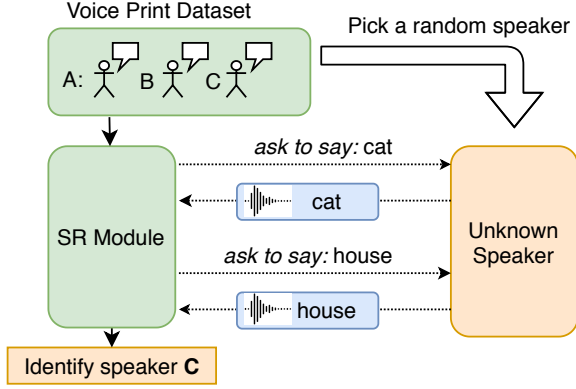 Voice Print Dataset
Pick a random speaker
A: B C
ask to say: cat
cat
SR Module
Unknown
Speaker
ask to say: house
house
Identify speaker C